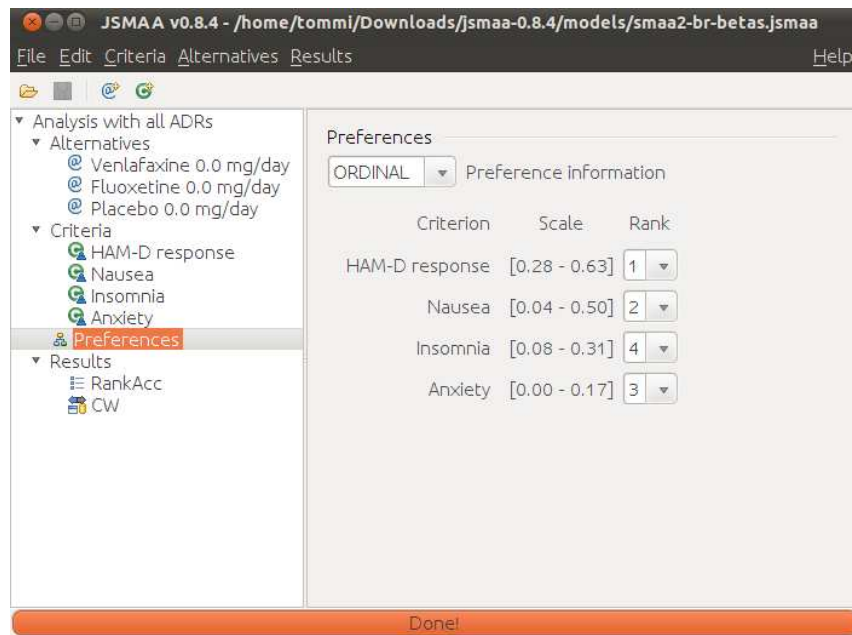 JSMAA v0.8.4 - /home/tommi/Downloads/jsmaa-0.8.4/models/smaa2-br-betas.jsmaa
File Edit Criteria Alternatives Results Help
Analysis with all ADRs
Alternatives
Venlafaxine 0.0 mg/day
Fluoxetine 0.0 mg/day
Placebo 0.0 mg/day
Criteria
HAM-D response
Nausea
Insomnia
Anxiety
Preferences
Results
RankAcc
CW
Preferences
ORDINAL Preference information
Criterion Scale Rank
HAM-D response [0.28 - 0.63] 1
Nausea [0.04 - 0.50] 2
Insomnia [0.08 - 0.31] 4
Anxiety [0.00 - 0.17] 3
Done!